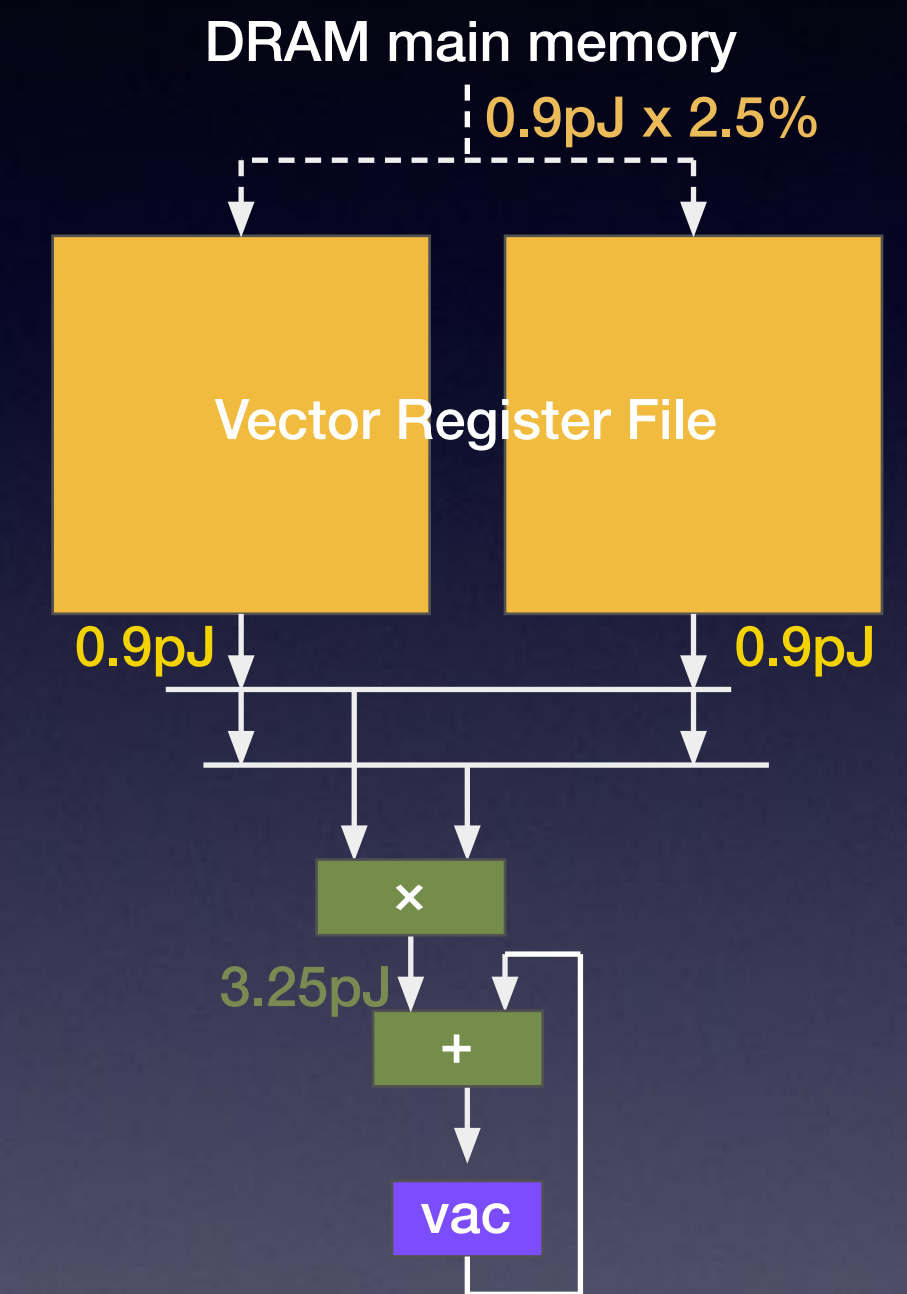 DRAM main memory
0.9pJ x 2.5%
Vector Register File
0.9pJ
0.9pJ
×
3.25pJ
+
vac